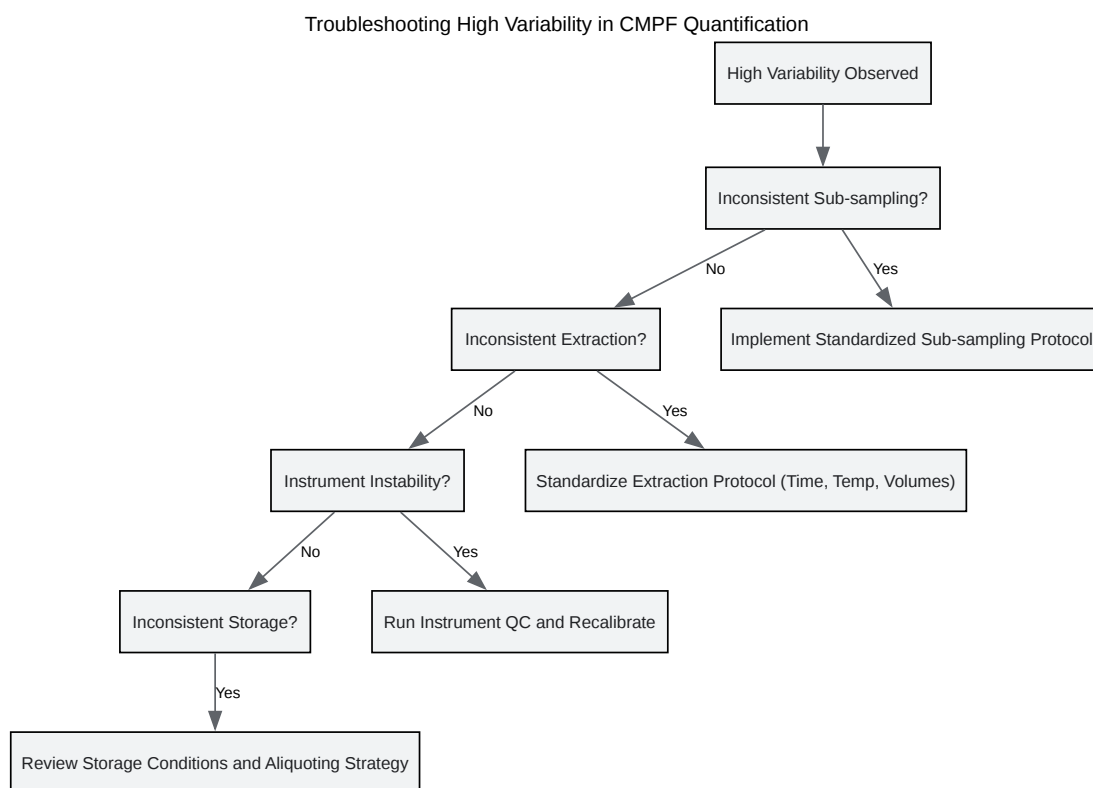 Troubleshooting High Variability in CMPF Quantification
High Variability Observed
Inconsistent Sub-sampling?
No
Yes
Inconsistent Extraction?
Implement Standardized Sub-sampling Protocol
No
Yes
Instrument Instability?
Standardize Extraction Protocol (Time, Temp, Volumes)
No
Yes
Inconsistent Storage?
Run Instrument QC and Recalibrate
Yes
Review Storage Conditions and Aliquoting Strategy